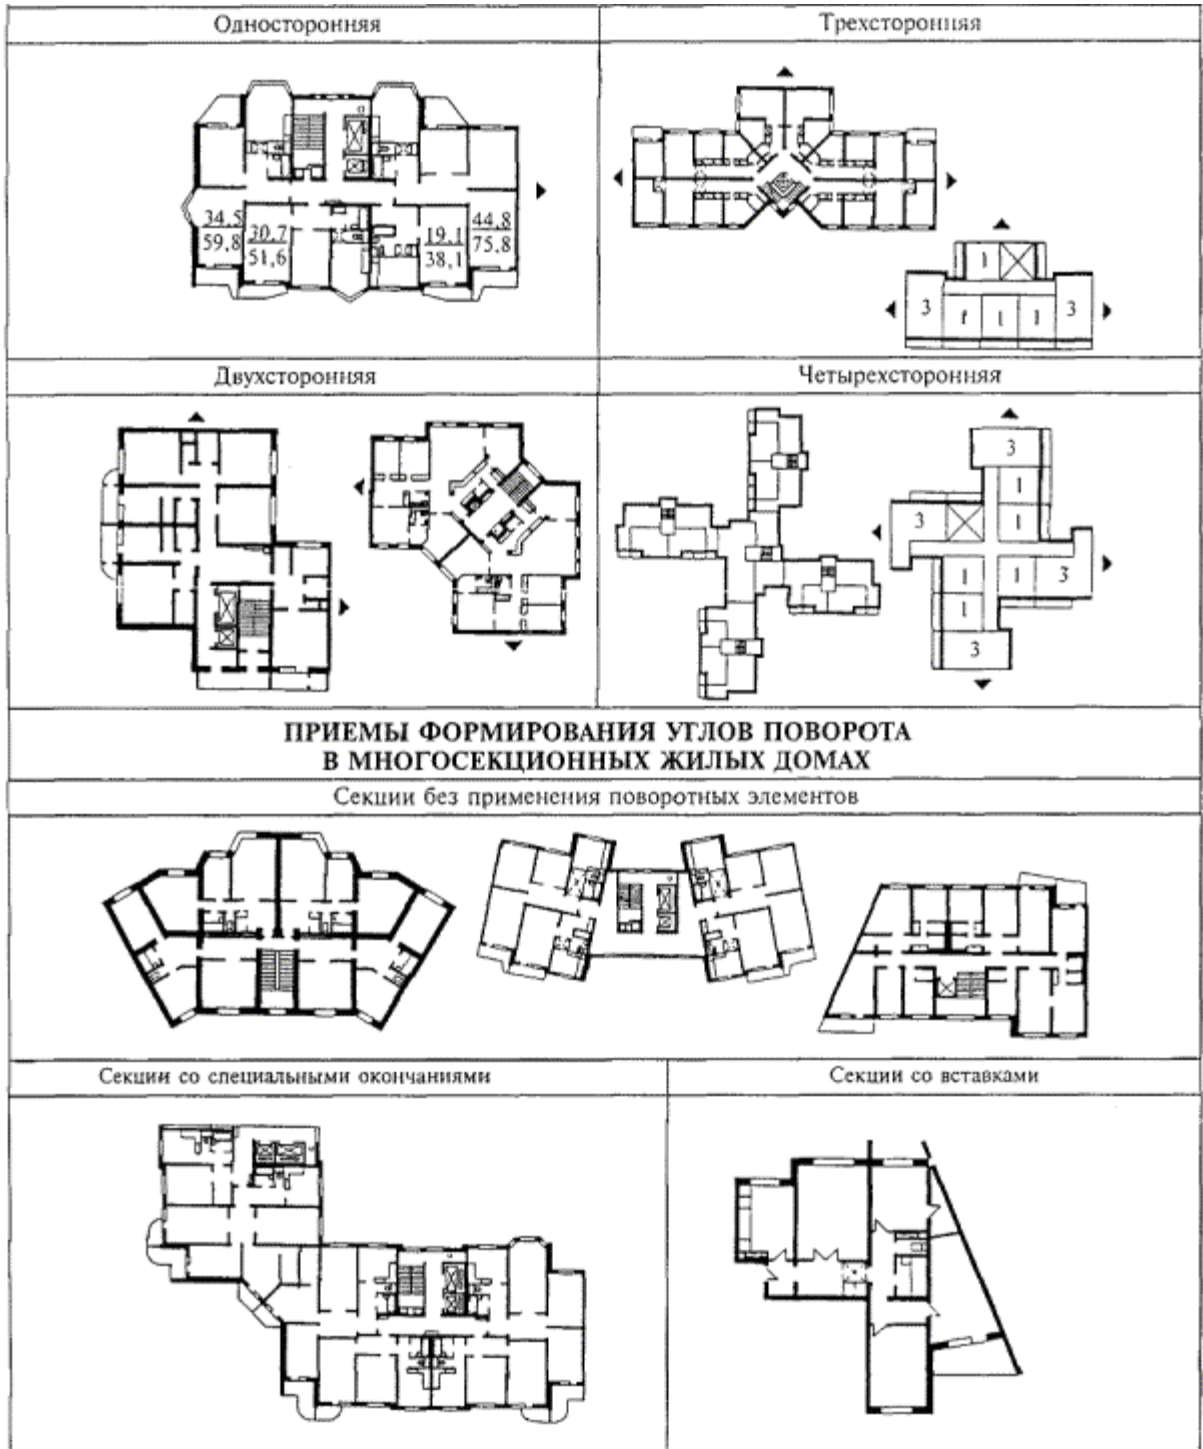 Односторонняя
Трехсторонняя
34,5
59,8
30,7
51,6
19,1
38,1
44,8
75,8
1
3
f
1
1
3
Двухсторонняя
Четырехсторонняя
3
1
3
1
1
1
3
1
3
ПРИЕМЫ ФОРМИРОВАНИЯ УГЛОВ ПОВОРОТА
В МНОГОСЕКЦИОННЫХ ЖИЛЫХ ДОМАХ
Секции без применения поворотных элементов
Секции со специальными окончаниями
Секции со вставками